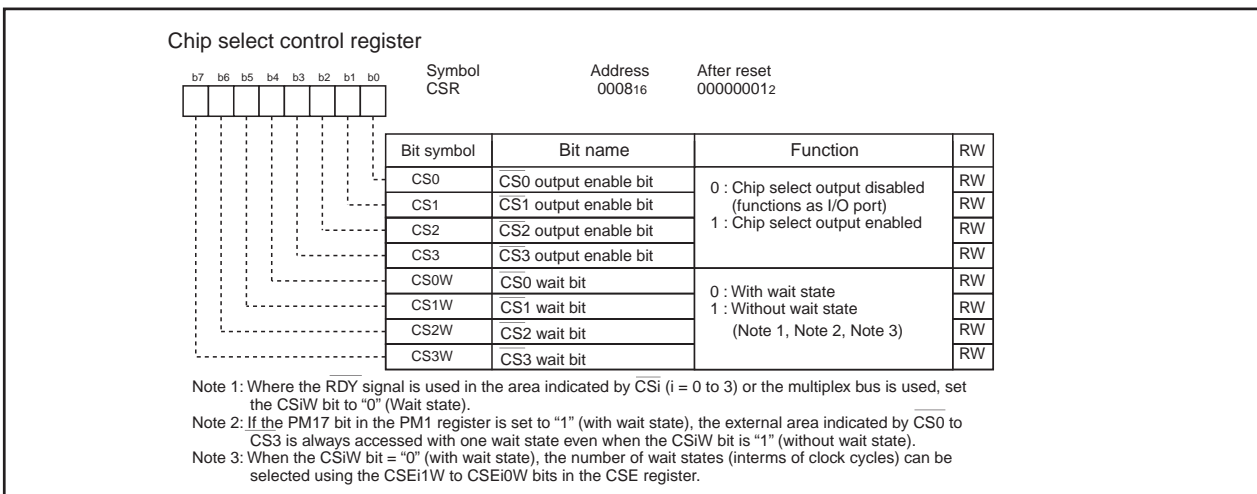 Chip select control register
b7 b6 b5 b4 b3 b2 b1 b0
Symbol Address After reset
CSR 000816 000000012
Bit symbol Bit name Function RW
CS0 CS0 output enable bit RW
CS1 CS1 output enable bit RW
CS2 CS2 output enable bit RW
CS3 CS3 output enable bit RW
0 : Chip select output disabled
(functions as I/O port)
1 : Chip select output enabled
CS0W CS0 wait bit RW
CS1W CS1 wait bit RW
CS2W CS2 wait bit RW
CS3W CS3 wait bit RW
0 : With wait state
1 : Without wait state
(Note 1, Note 2, Note 3)
Note 1: Where the RDY signal is used in the area indicated by CSi (i = 0 to 3) or the multiplex bus is used, set
the CSiW bit to “0” (Wait state).
Note 2: If the PM17 bit in the PM1 register is set to “1” (with wait state), the external area indicated by CS0 to
CS3 is always accessed with one wait state even when the CSiW bit is “1” (without wait state).
Note 3: When the CSiW bit = “0” (with wait state), the number of wait states (interms of clock cycles) can be
selected using the CSEi1W to CSEi0W bits in the CSE register.